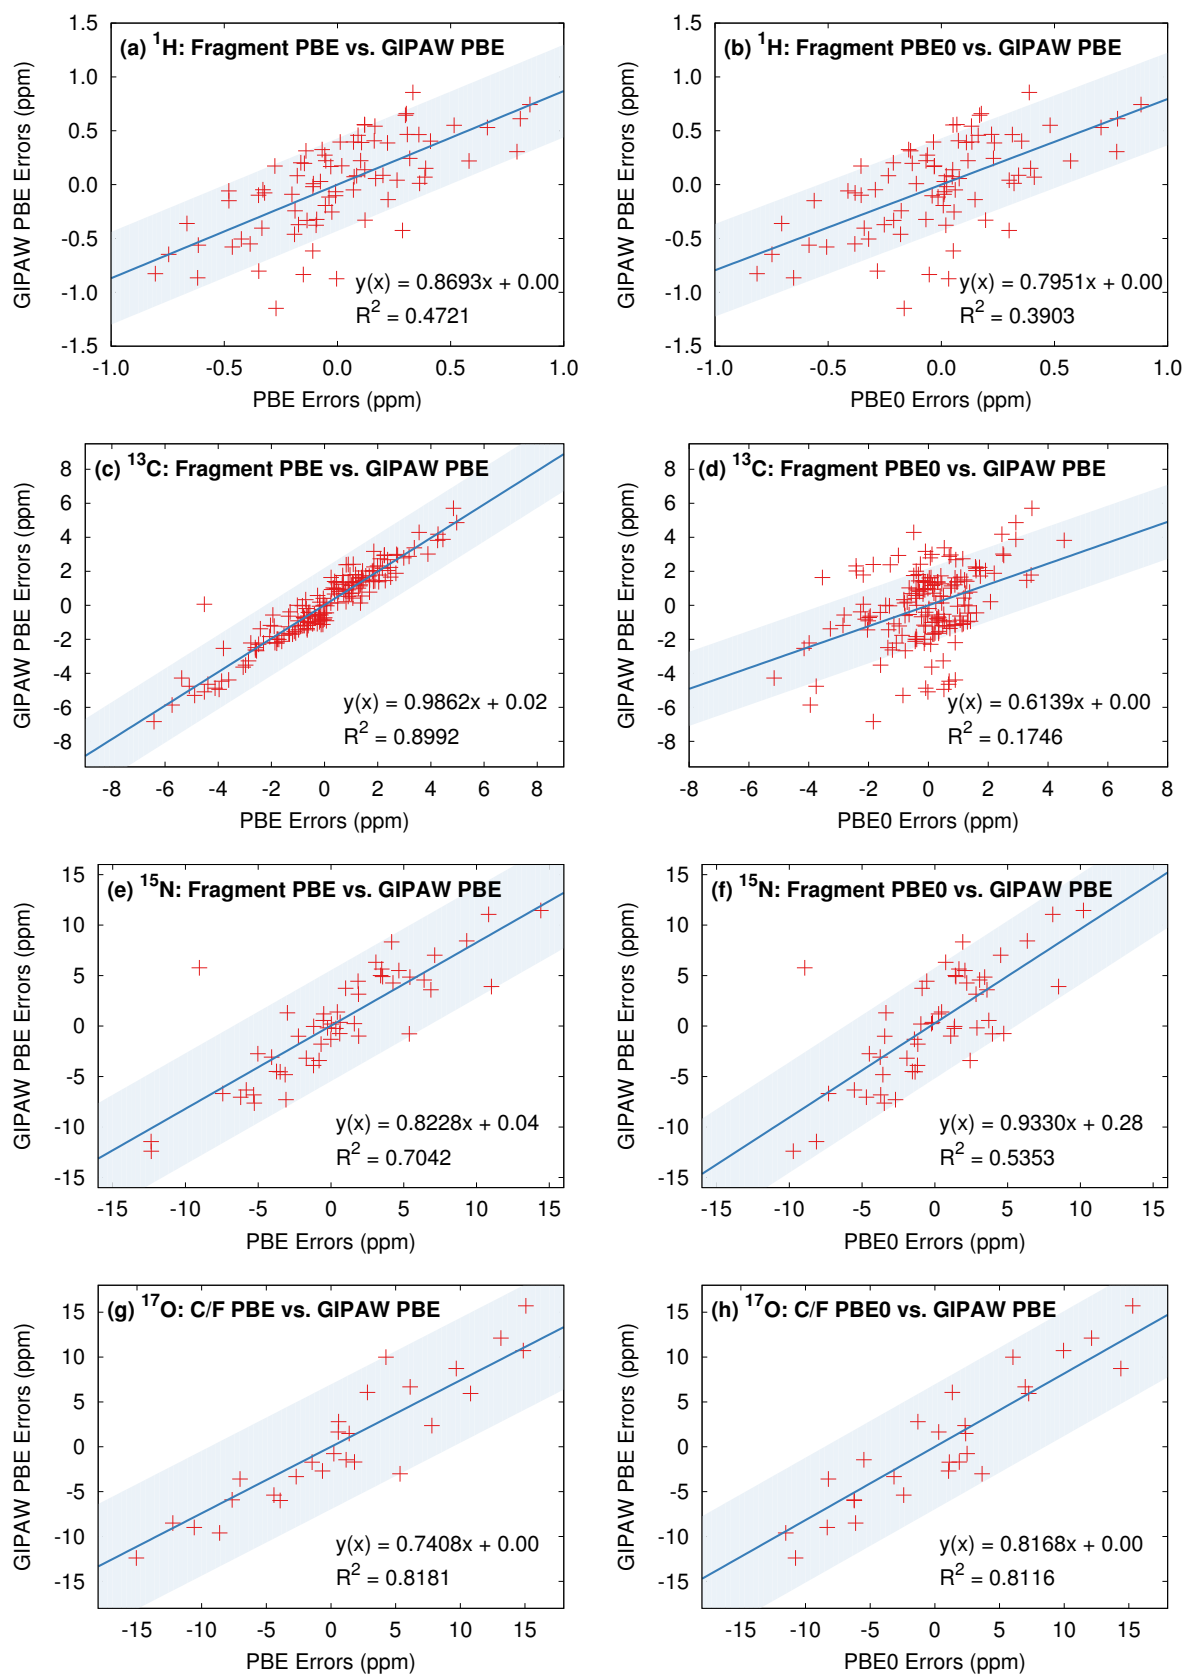 (a) ¹H: Fragment PBE vs. GIPAW PBE
GIPAW PBE Errors (ppm)
1.5
1.0
0.5
0.0
-0.5
-1.0
-1.5
y(x) = 0.8693x + 0.00
R² = 0.4721
-1.0 -0.5 0.0 0.5 1.0
PBE Errors (ppm)
(b) ¹H: Fragment PBE0 vs. GIPAW PBE
GIPAW PBE Errors (ppm)
1.5
1.0
0.5
0.0
-0.5
-1.0
-1.5
y(x) = 0.7951x + 0.00
R² = 0.3903
-1.0 -0.5 0.0 0.5 1.0
PBE0 Errors (ppm)
(c) ¹³C: Fragment PBE vs. GIPAW PBE
GIPAW PBE Errors (ppm)
8
6
4
2
0
-2
-4
-6
-8
y(x) = 0.9862x + 0.02
R² = 0.8992
-8 -6 -4 -2 0 2 4 6 8
PBE Errors (ppm)
(d) ¹³C: Fragment PBE0 vs. GIPAW PBE
GIPAW PBE Errors (ppm)
8
6
4
2
0
-2
-4
-6
-8
y(x) = 0.6139x + 0.00
R² = 0.1746
-8 -6 -4 -2 0 2 4 6 8
PBE0 Errors (ppm)
(e) ¹⁵N: Fragment PBE vs. GIPAW PBE
GIPAW PBE Errors (ppm)
15
10
5
0
-5
-10
-15
y(x) = 0.8228x + 0.04
R² = 0.7042
-15 -10 -5 0 5 10 15
PBE Errors (ppm)
(f) ¹⁵N: Fragment PBE0 vs. GIPAW PBE
GIPAW PBE Errors (ppm)
15
10
5
0
-5
-10
-15
y(x) = 0.9330x + 0.28
R² = 0.5353
-15 -10 -5 0 5 10 15
PBE0 Errors (ppm)
(g) ¹⁷O: C/F PBE vs. GIPAW PBE
GIPAW PBE Errors (ppm)
15
10
5
0
-5
-10
-15
y(x) = 0.7408x + 0.00
R² = 0.8181
-15 -10 -5 0 5 10 15
PBE Errors (ppm)
(h) ¹⁷O: C/F PBE0 vs. GIPAW PBE
GIPAW PBE Errors (ppm)
15
10
5
0
-5
-10
-15
y(x) = 0.8168x + 0.00
R² = 0.8116
-15 -10 -5 0 5 10 15
PBE0 Errors (ppm)